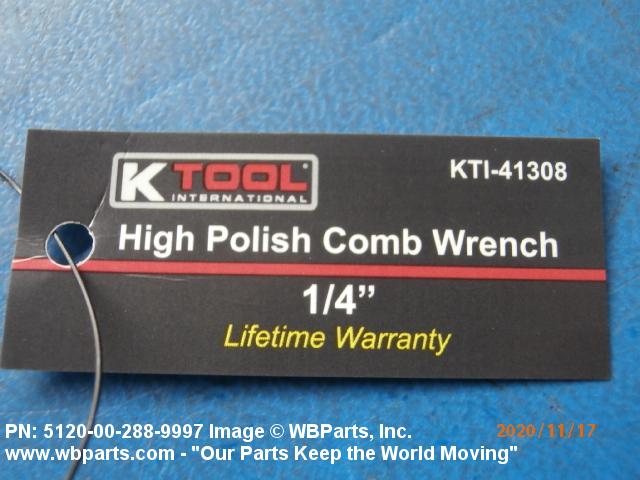 K TOOL
INTERNATIONAL
KTI-41308
High Polish Comb Wrench
1/4”
Lifetime Warranty
PN: 5120-00-288-9997 Image © WBParts, Inc.
2020/11/17
www.wbparts.com - "Our Parts Keep the World Moving"